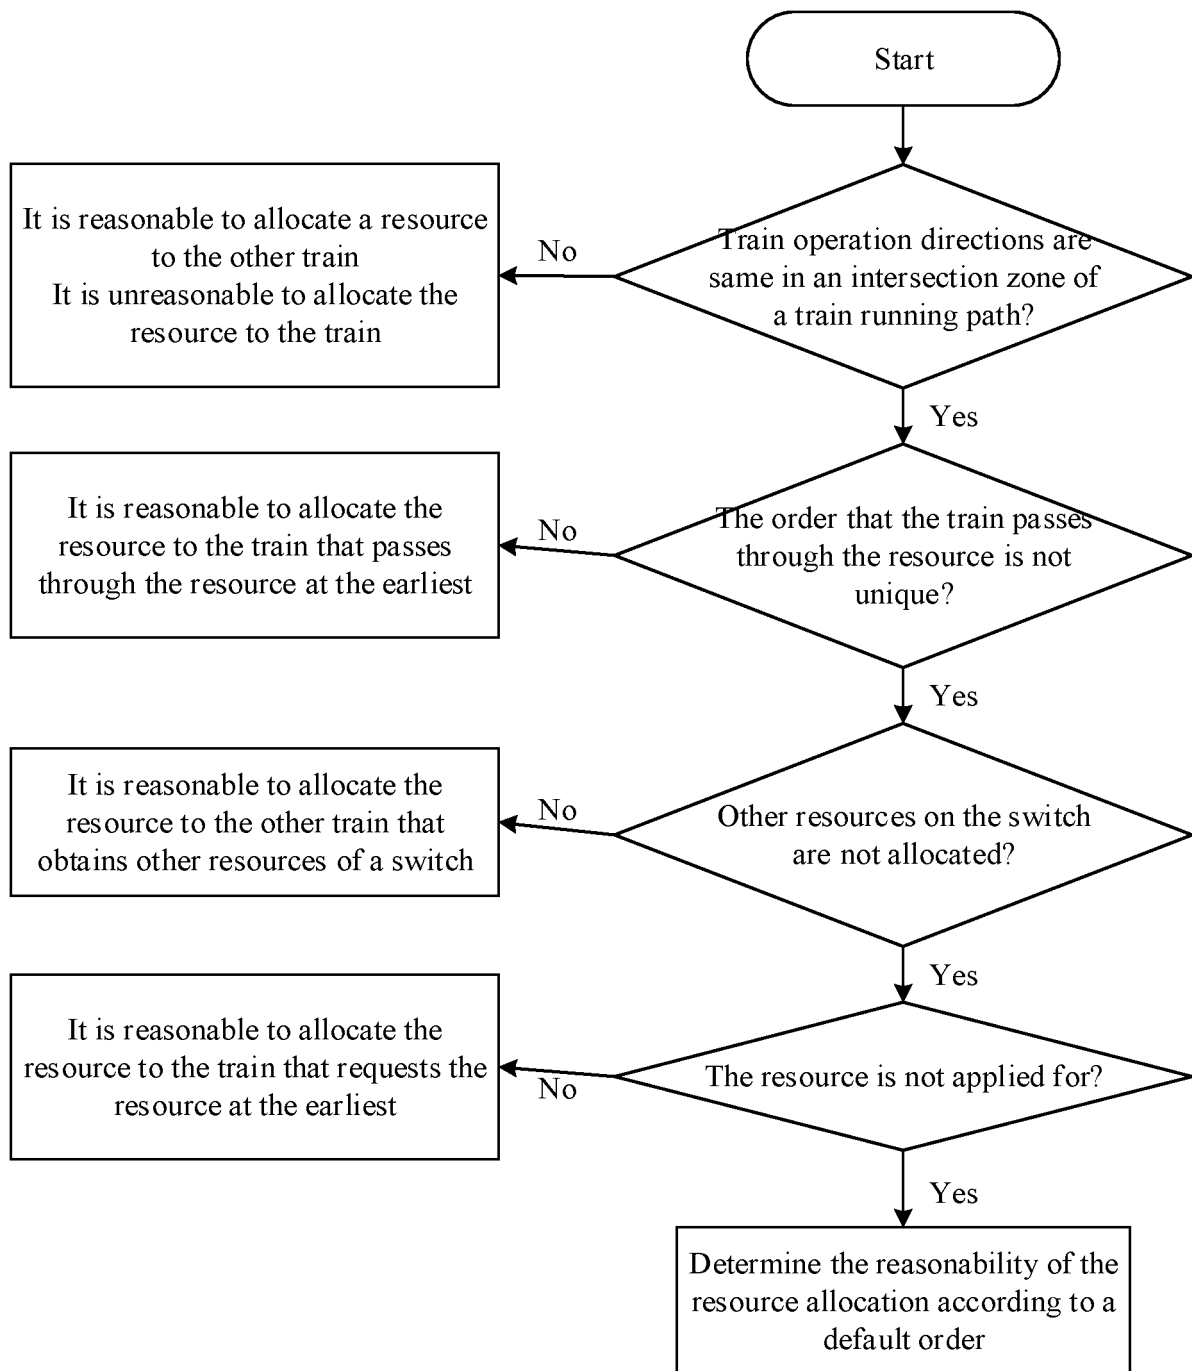 Start
Train operation directions are
same in an intersection zone of
a train running path?
No
It is reasonable to allocate a resource
to the other train
It is unreasonable to allocate the
resource to the train
Yes
The order that the train passes
through the resource is not
unique?
No
It is reasonable to allocate the
resource to the train that passes
through the resource at the earliest
Yes
Other resources on the switch
are not allocated?
No
It is reasonable to allocate the
resource to the other train that
obtains other resources of a switch
Yes
The resource is not applied for?
No
It is reasonable to allocate the
resource to the train that requests the
resource at the earliest
Yes
Determine the reasonability of the
resource allocation according to a
default order